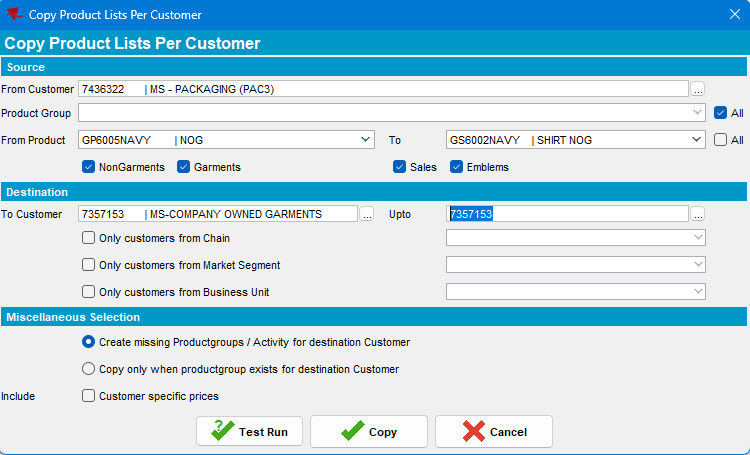 Copy Product Lists Per Customer
Copy Product Lists Per Customer
Source
From Customer 7436322 | MS - PACKAGING (PAC3) ...
Product Group All
From Product GP6005NAVY | NOG To GS6002NAVY | SHIRT NOG All
NonGarments Garments Sales Emblems
Destination
To Customer 7357153 | MS-COMPANY OWNED GARMENTS ... Upto 7357153 ...
Only customers from Chain
Only customers from Market Segment
Only customers from Business Unit
Miscellaneous Selection
Create missing Productgroups / Activity for destination Customer
Copy only when productgroup exists for destination Customer
Include Customer specific prices
? Test Run Copy Cancel